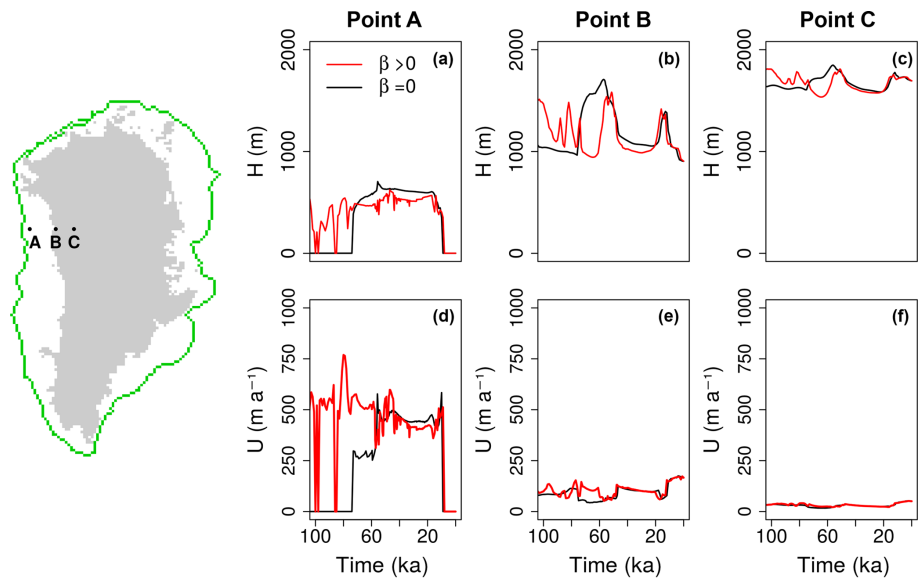 Point A
Point B
Point C
2000
1000
0
H (m)
(a)
β >0
β =0
2000
1000
0
H (m)
(b)
2000
1000
0
H (m)
(c)
A B C
1000
750
500
250
0
U (m a⁻¹)
(d)
100 60 20
Time (ka)
1000
750
500
250
0
U (m a⁻¹)
(e)
100 60 20
Time (ka)
1000
750
500
250
0
U (m a⁻¹)
(f)
100 60 20
Time (ka)